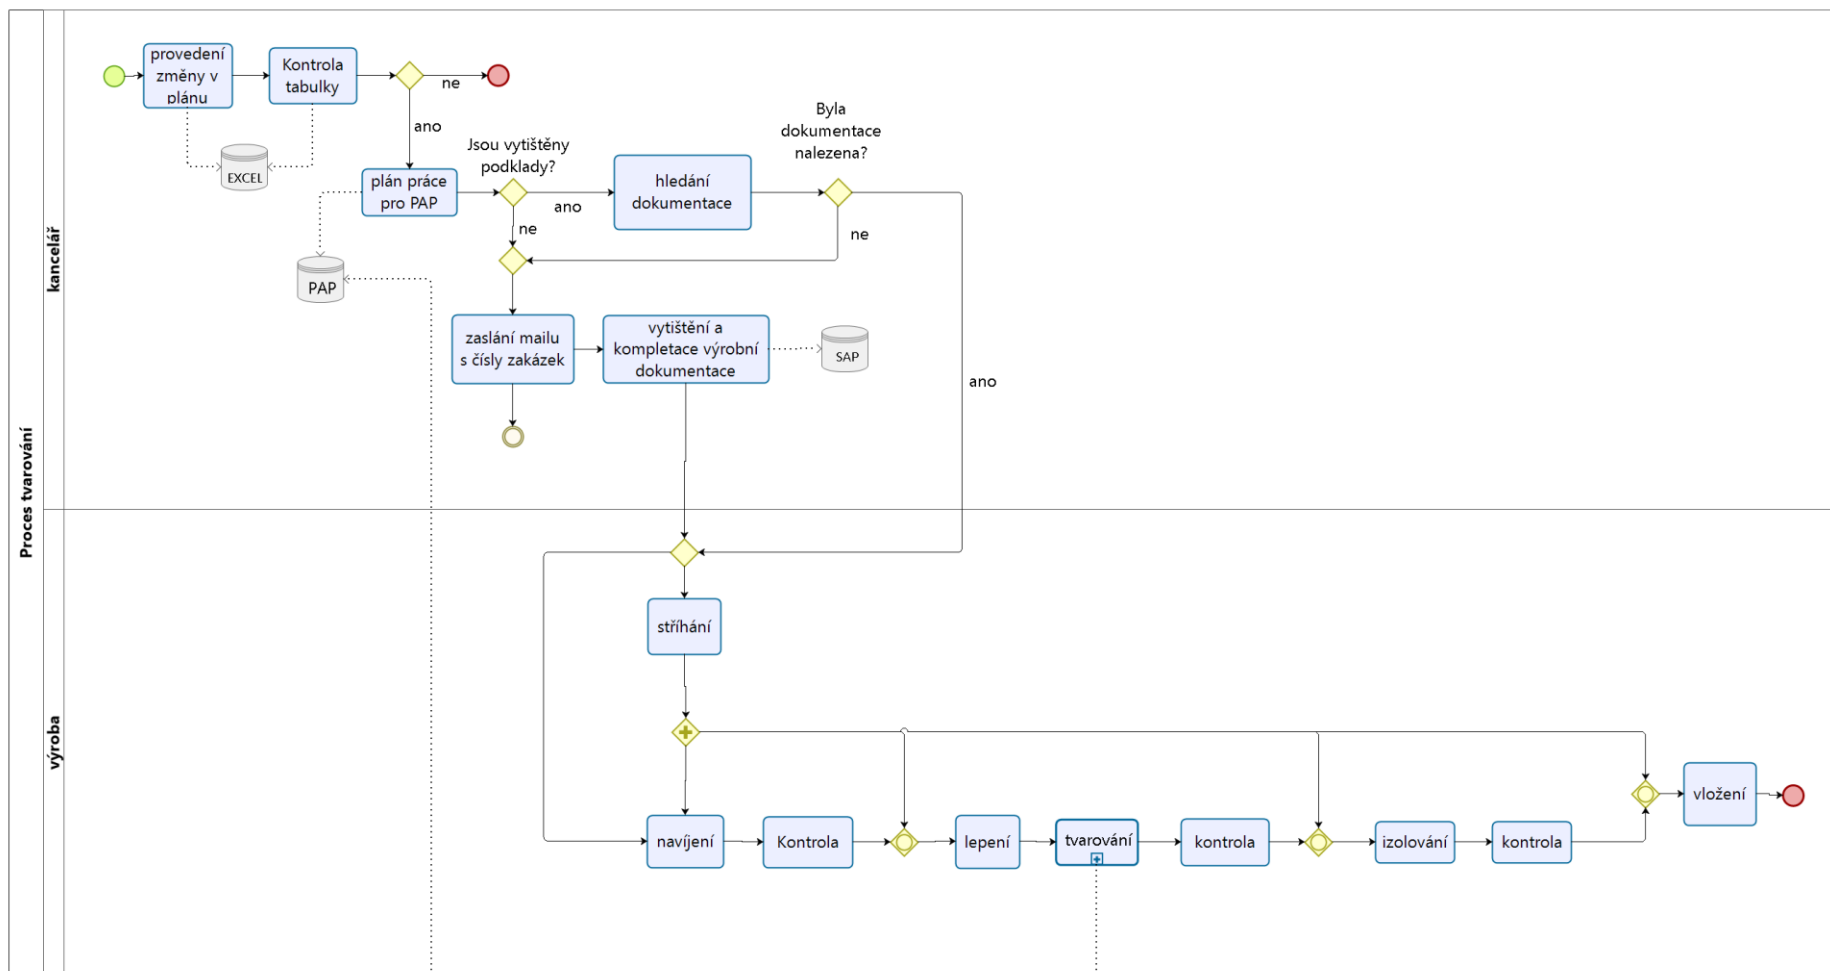 Proces tvarování
kancelář
provedení
změny v
plánu
Kontrola
tabulky
ne
ano
EXCEL
plán práce
pro PAP
Jsou vytištěny
podklady?
ano
ne
hledání
dokumentace
Byla
dokumentace
nalezena?
ne
ano
PAP
zaslání mailu
s čísly zakázek
vytištění a
kompletace výrobní
dokumentace
SAP
výroba
stříhání
navíjení
Kontrola
lepení
tvarování
kontrola
izolování
kontrola
vložení